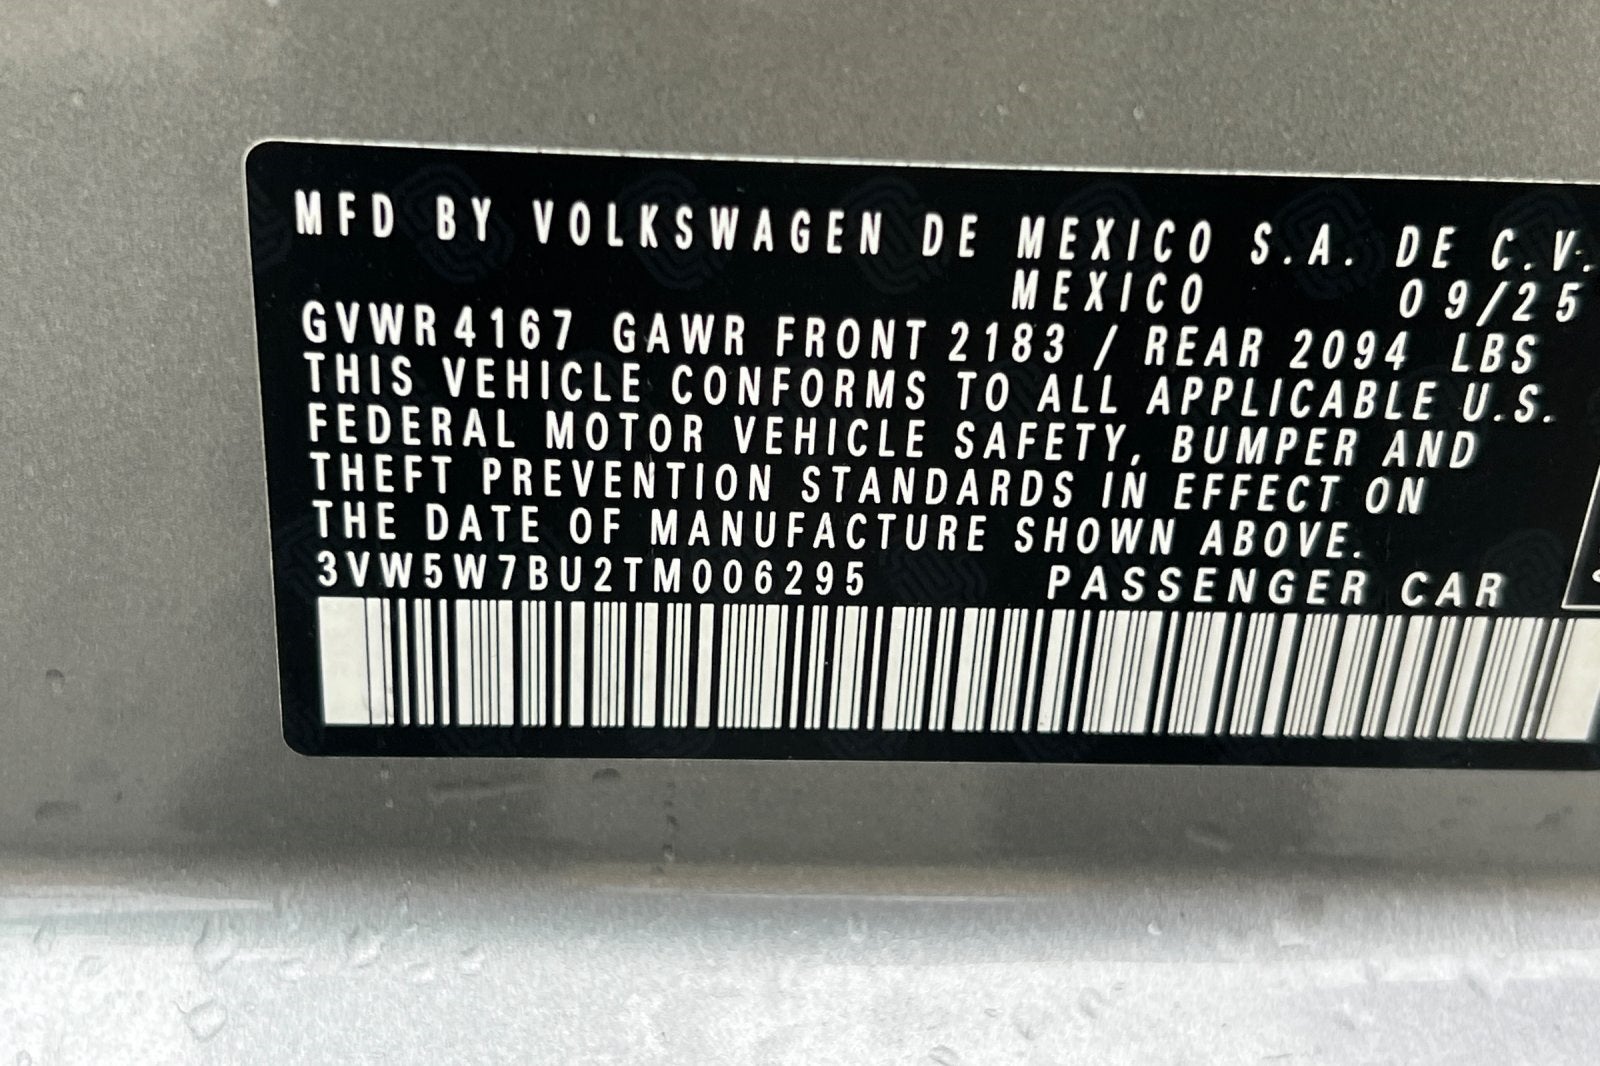 MFD BY VOLKSWAGEN DE MEXICO S.A. DE C.V.
MEXICO 09/25
GVWR 4167 GAWR FRONT 2183 / REAR 2094 LBS
THIS VEHICLE CONFORMS TO ALL APPLICABLE U.S.
FEDERAL MOTOR VEHICLE SAFETY, BUMPER AND
THEFT PREVENTION STANDARDS IN EFFECT ON
THE DATE OF MANUFACTURE SHOWN ABOVE.
3VW5W7BU2TM006295 PASSENGER CAR